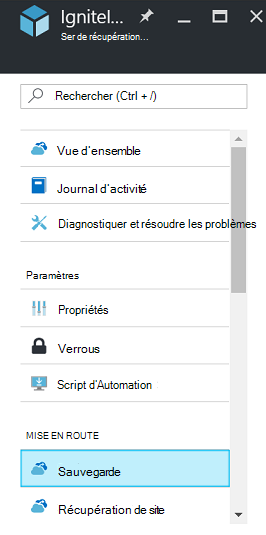 Ignitel...
Ser de récupération...
Rechercher (Ctrl + /)
Vue d'ensemble
Journal d'activité
Diagnostiquer et résoudre les problèmes
Paramètres
Propriétés
Verrous
Script d'Automation
MISE EN ROUTE
Sauvegarde
Récupération de site